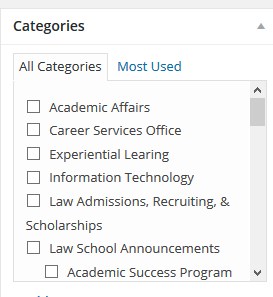 Categories
All Categories Most Used
Academic Affairs
Career Services Office
Experiential Learing
Information Technology
Law Admissions, Recruiting, &
Scholarships
Law School Announcements
Academic Success Program